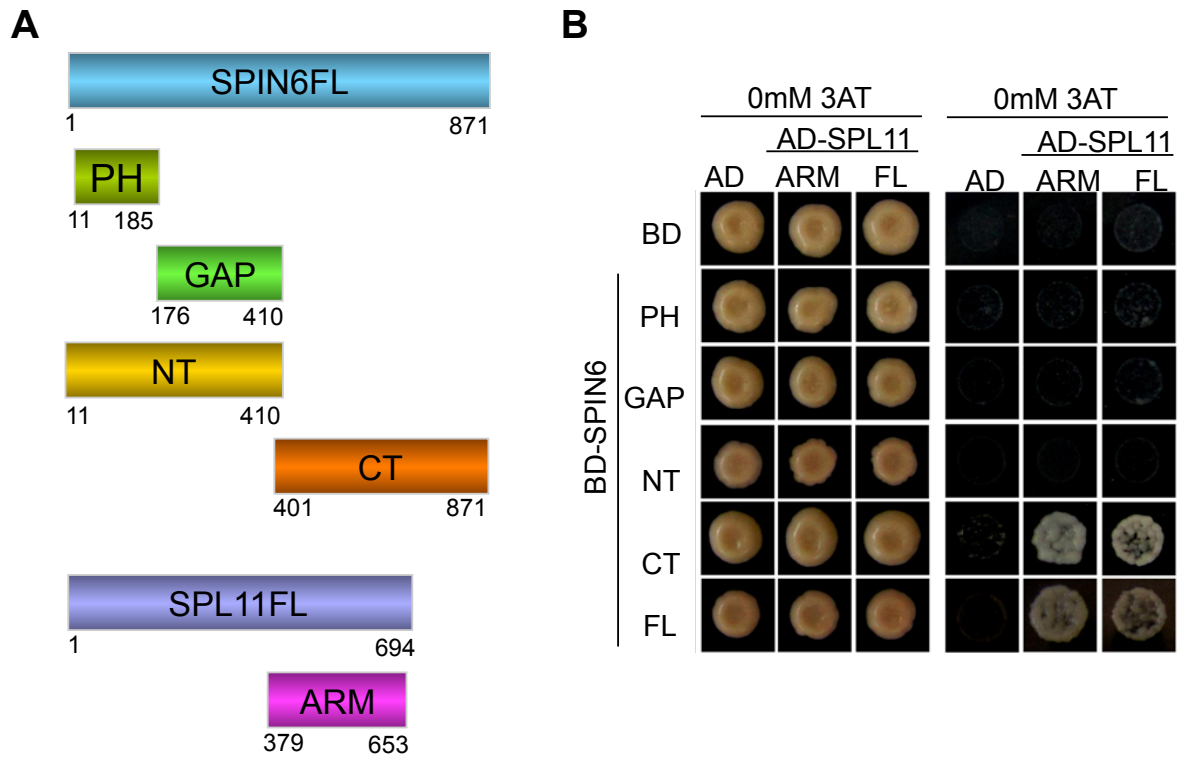 A
SPIN6FL
1 871
PH
11 185
GAP
176 410
NT
11 410
CT
401 871
SPL11FL
1 694
ARM
379 653
B
0mM 3AT 0mM 3AT
AD-SPL11 AD-SPL11
AD ARM FL AD ARM FL
BD
BD-SPIN6
PH
GAP
NT
CT
FL